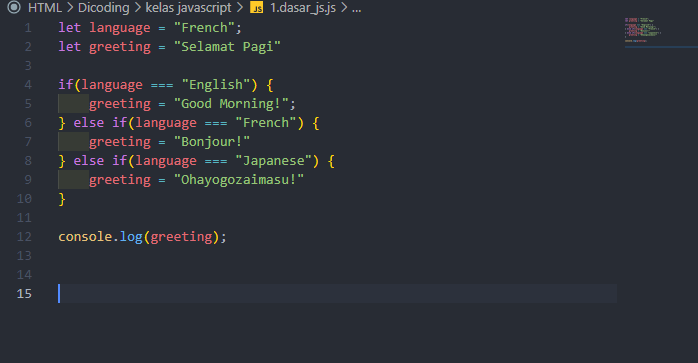 HTML > Dicoding > kelas javascript > JS 1.dasar_js.js > ...
1 let language = "French";
2 let greeting = "Selamat Pagi"
3
4 if(language === "English") {
5 greeting = "Good Morning!";
6 } else if(language === "French") {
7 greeting = "Bonjour!"
8 } else if(language === "Japanese") {
9 greeting = "Ohayogozaimasu!"
10 }
11
12 console.log(greeting);
13
14
15